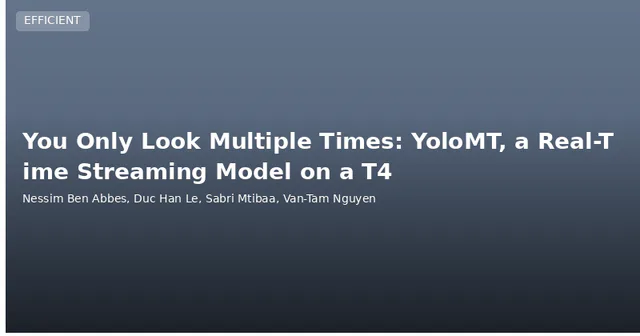 EFFICIENT
You Only Look Multiple Times: YoloMT, a Real-T
ime Streaming Model on a T4
Nessim Ben Abbes, Duc Han Le, Sabri Mtibaa, Van-Tam Nguyen